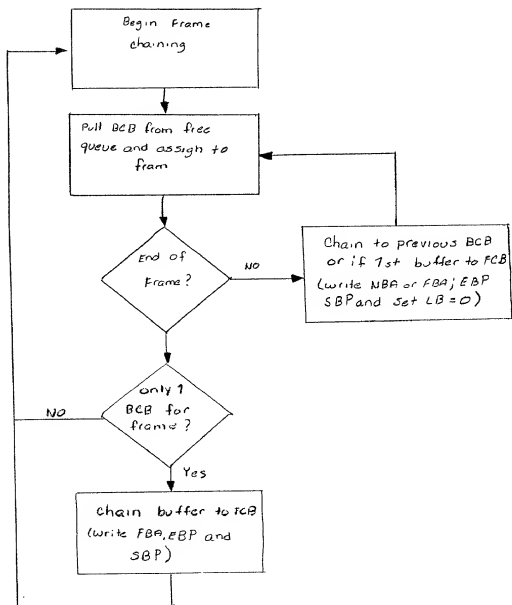 Begin Frame
chaining
Pull BCB from free
queue and assign to
fram
End of
Frame?
NO
Chain to previous BCB
or if 1st buffer to FCB
(write NBA or FBA; EBP
SBP and set LB=0)
only 1
BCB for
frame?
NO
Yes
chain buffer to FCB
(write FBA, EBP and
SBP)